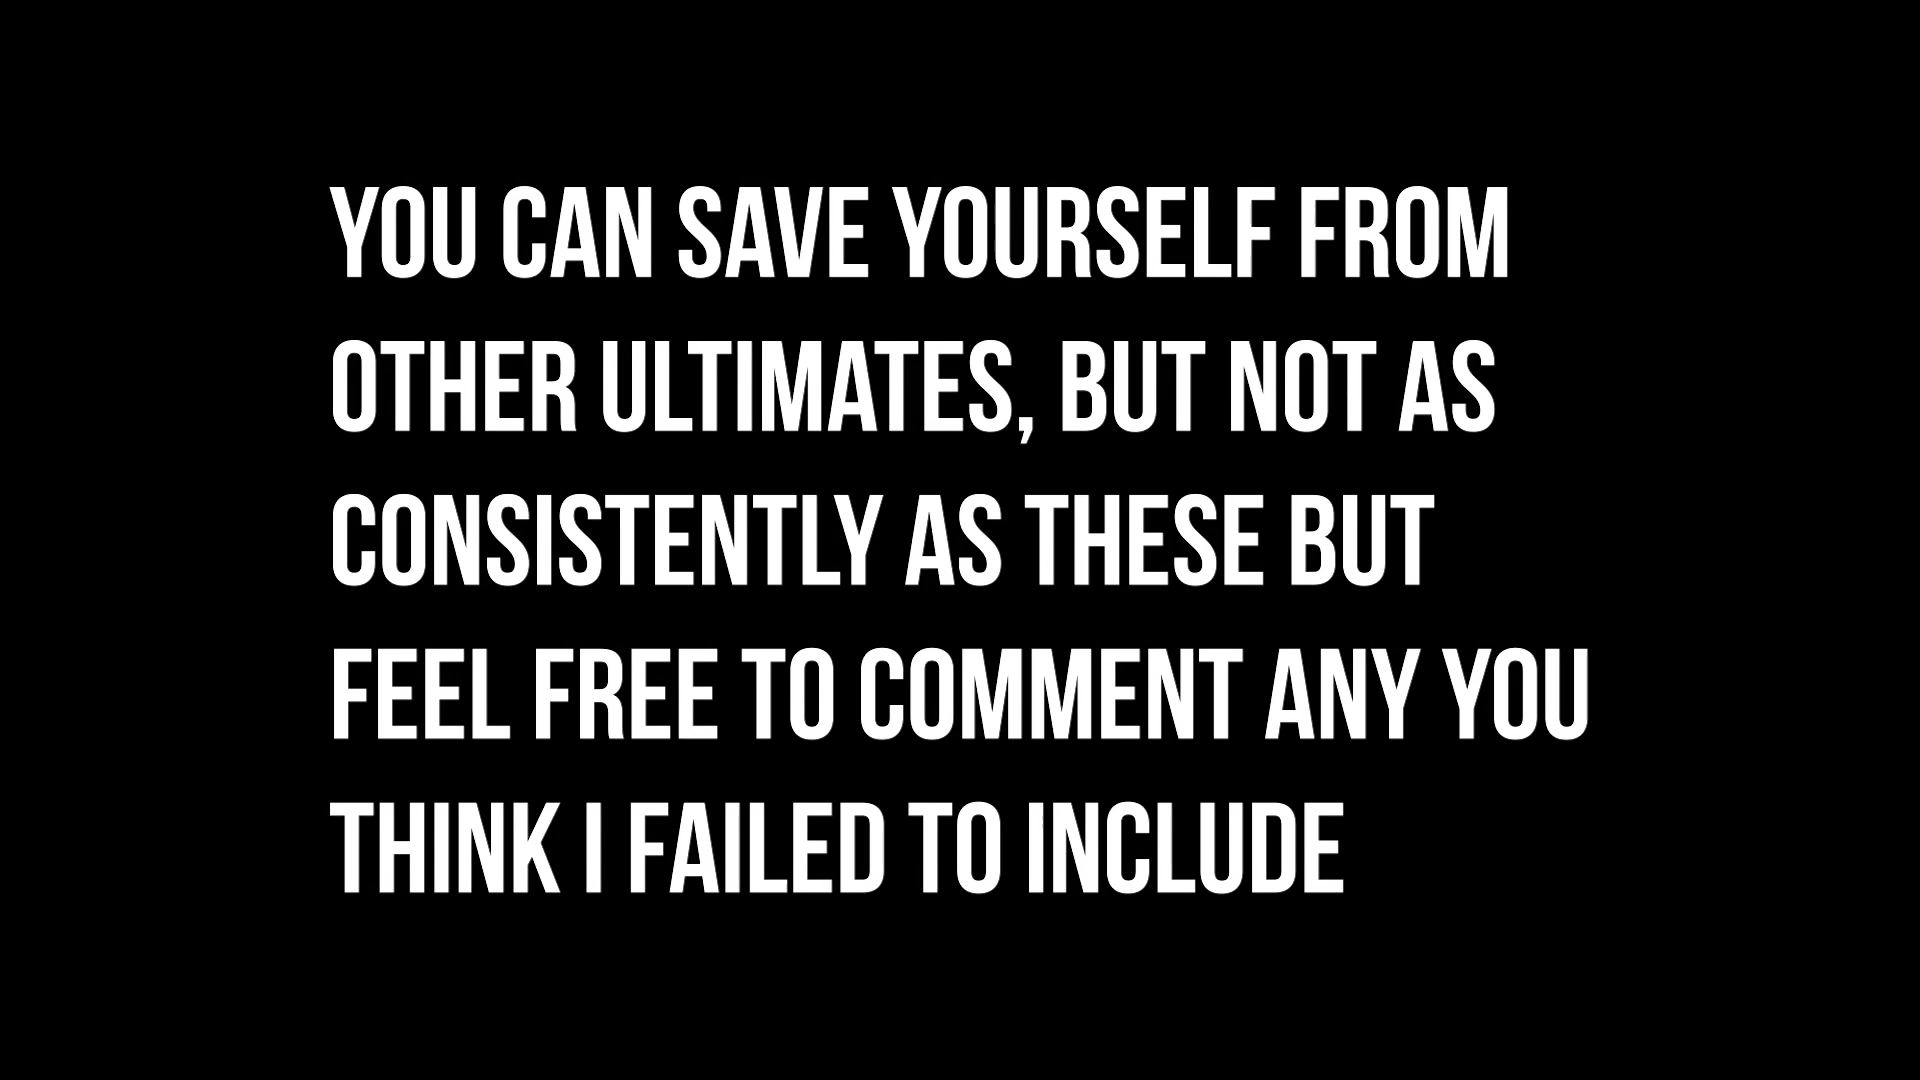 YOU CAN SAVE YOURSELF FROM
OTHER ULTIMATES, BUT NOT AS
CONSISTENTLY AS THESE BUT
FEEL FREE TO COMMENT ANY YOU
THINK I FAILED TO INCLUDE